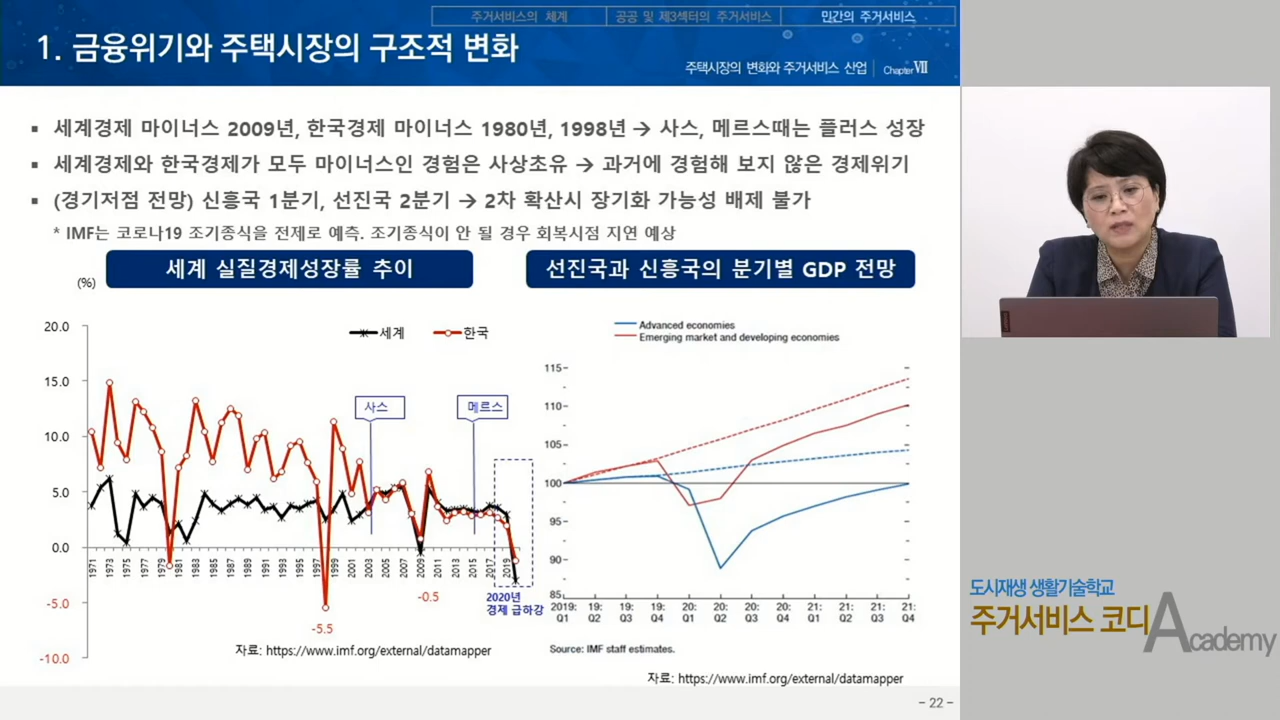 주거서비스의 체계
공공 및 제3섹터의 주거서비스
민간의 주거서비스
1. 금융위기와 주택시장의 구조적 변화
주택시장의 변화와 주거서비스 산업 | Chapter Ⅶ
▪ 세계경제 마이너스 2009년, 한국경제 마이너스 1980년, 1998년 → 사스, 메르스때는 플러스 성장
▪ 세계경제와 한국경제가 모두 마이너스인 경험은 사상초유 → 과거에 경험해 보지 않은 경제위기
▪ (경기저점 전망) 신흥국 1분기, 선진국 2분기 → 2차 확산시 장기화 가능성 배제 불가
* IMF는 코로나19 조기종식을 전제로 예측. 조기종식이 안 될 경우 회복시점 지연 예상
세계 실질경제성장률 추이
(%)
세계
한국
20.0
15.0
10.0
5.0
0.0
-5.0
-10.0
사스
메르스
1971 1973 1975 1977 1979 1981 1983 1985 1987 1989 1991 1993 1995 1997 1999 2001 2003 2005 2007 2009 2011 2013 2015 2017 2019
-0.5
-5.5
2020년
경제 급하강
자료: https://www.imf.org/external/datamapper
선진국과 신흥국의 분기별 GDP 전망
Advanced economies
Emerging market and developing economies
115
110
105
100
95
90
85
2019: 19: 19: 19: 20: 20: 20: 20: 21: 21: 21: 21:
Q1 Q2 Q3 Q4 Q1 Q2 Q3 Q4 Q1 Q2 Q3 Q4
Source: IMF staff estimates.
자료: https://www.imf.org/external/datamapper
- 22 -
도시재생 생활기술학교
주거서비스 코디
Academy